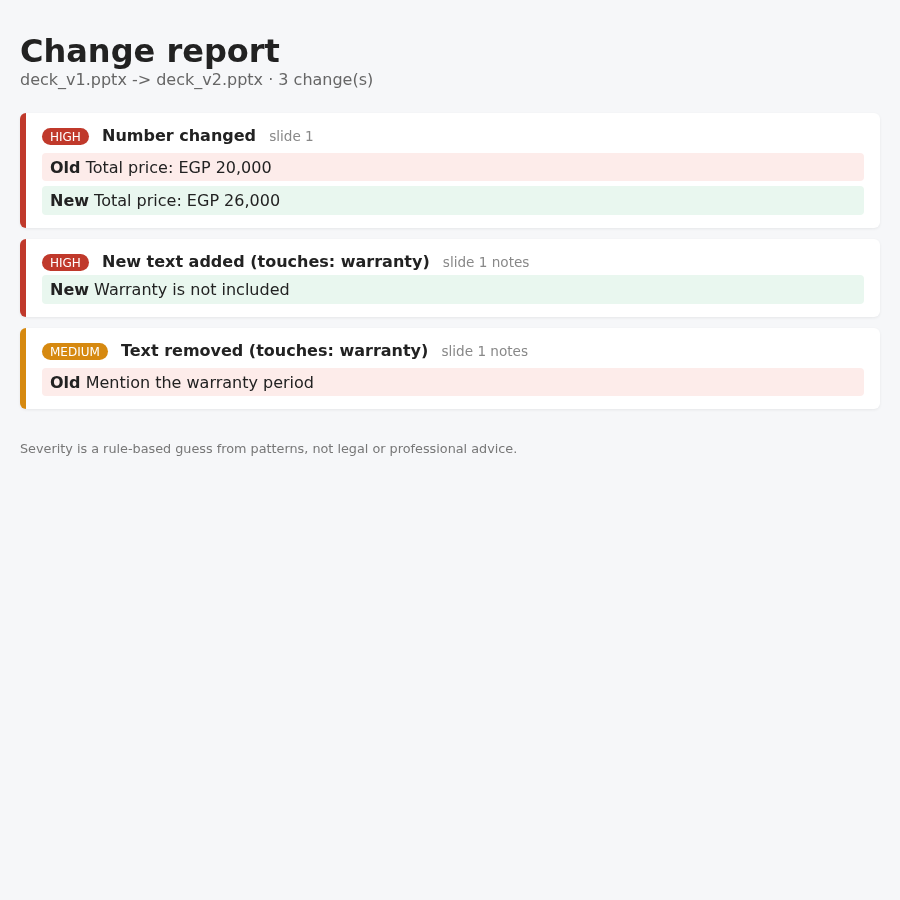 Change report
deck_v1.pptx -> deck_v2.pptx · 3 change(s)
HIGH Number changed slide 1
Old Total price: EGP 20,000
New Total price: EGP 26,000
HIGH New text added (touches: warranty) slide 1 notes
New Warranty is not included
MEDIUM Text removed (touches: warranty) slide 1 notes
Old Mention the warranty period
Severity is a rule-based guess from patterns, not legal or professional advice.